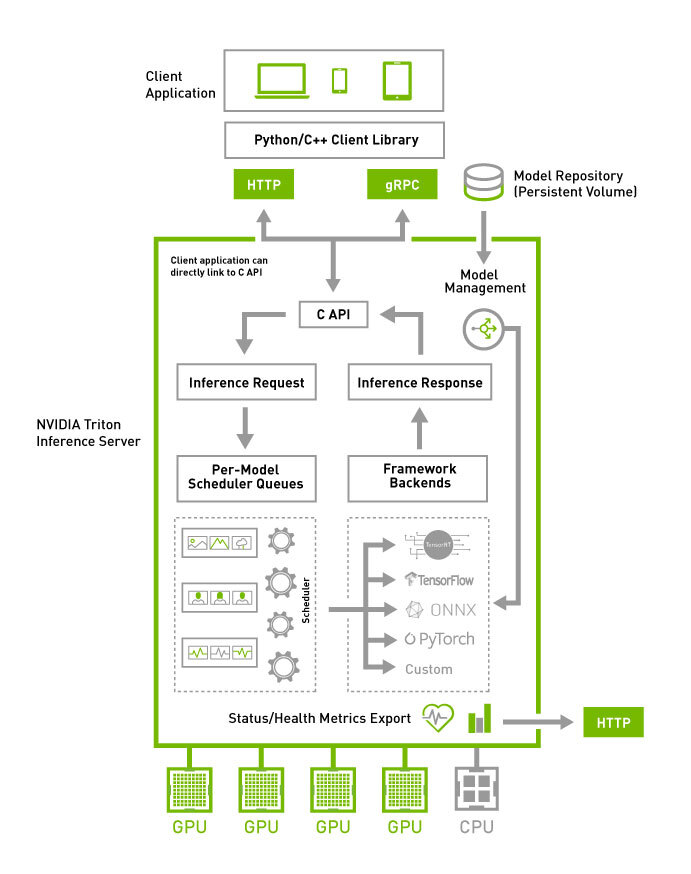 Client
Application
Python/C++ Client Library
HTTP
gRPC
Model Repository
(Persistent Volume)
Client application can
directly link to C API
Model
Management
C API
Inference Request
Inference Response
NVIDIA Triton
Inference Server
Per-Model
Scheduler Queues
Framework
Backends
Scheduler
TensorRT
TensorFlow
ONNX
PyTorch
Custom
Status/Health Metrics Export
HTTP
GPU
GPU
GPU
GPU
CPU